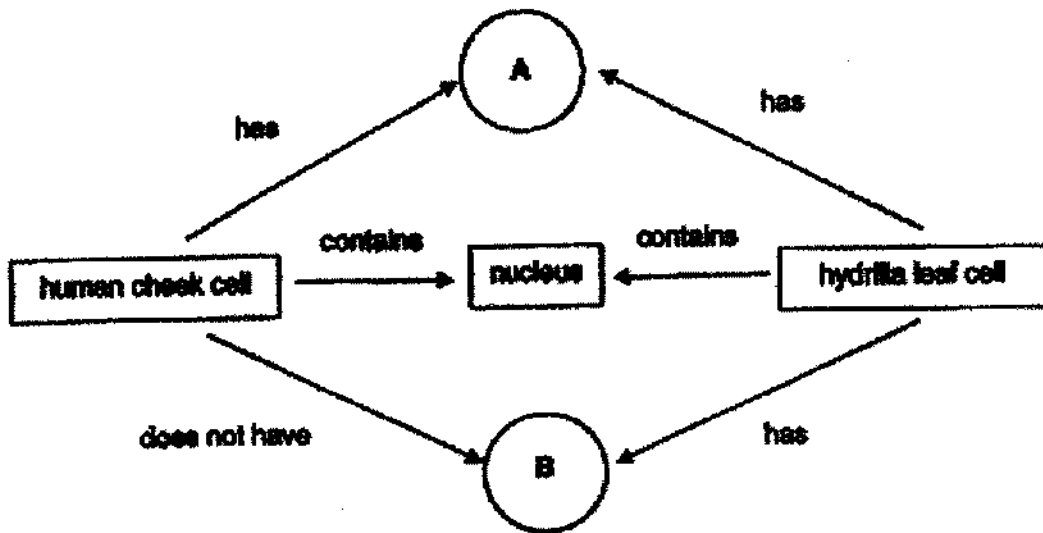 A
has
has
contains
contains
human cheek cell
nucleus
hydrilla leaf cell
does not have
has
B